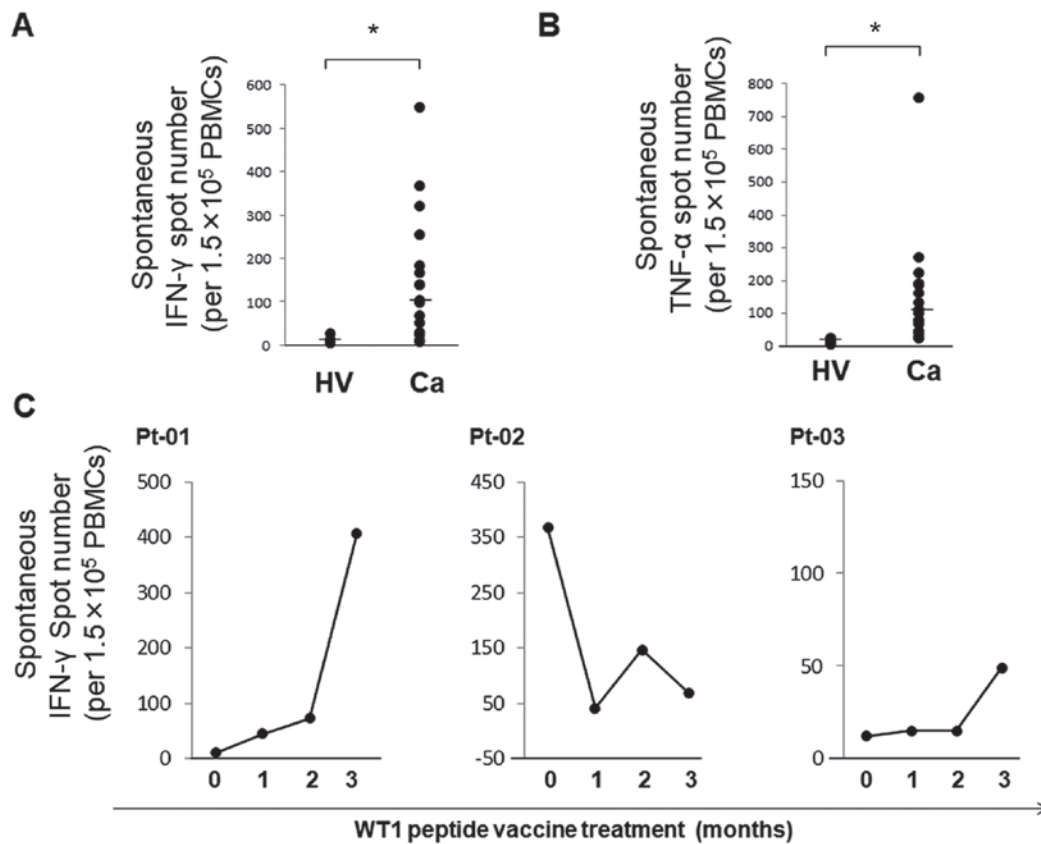 A
*
Spontaneous
IFN-γ spot number
(per 1.5×10⁵ PBMCs)
600
500
400
300
200
100
0
HV
Ca
B
*
Spontaneous
TNF-α spot number
(per 1.5×10⁵ PBMCs)
800
700
600
500
400
300
200
100
0
HV
Ca
C
Spontaneous
IFN-γ Spot number
(per 1.5×10⁵ PBMCs)
Pt-01
500
400
300
200
100
0
0 1 2 3
Pt-02
450
350
250
150
50
-50
0 1 2 3
Pt-03
150
100
50
0
0 1 2 3
WT1 peptide vaccine treatment (months)